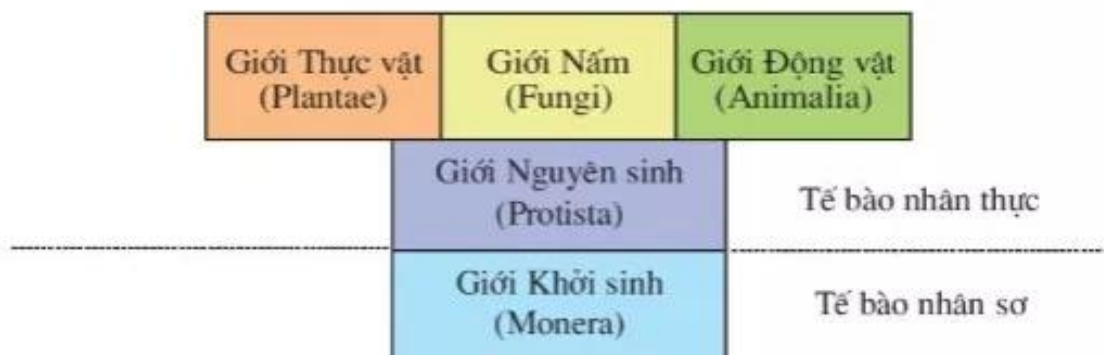 Giới Thực vật
(Plantae)
Giới Nấm
(Fungi)
Giới Động vật
(Animalia)
Giới Nguyên sinh
(Protista)
Tế bào nhân thực
Giới Khởi sinh
(Monera)
Tế bào nhân sơ